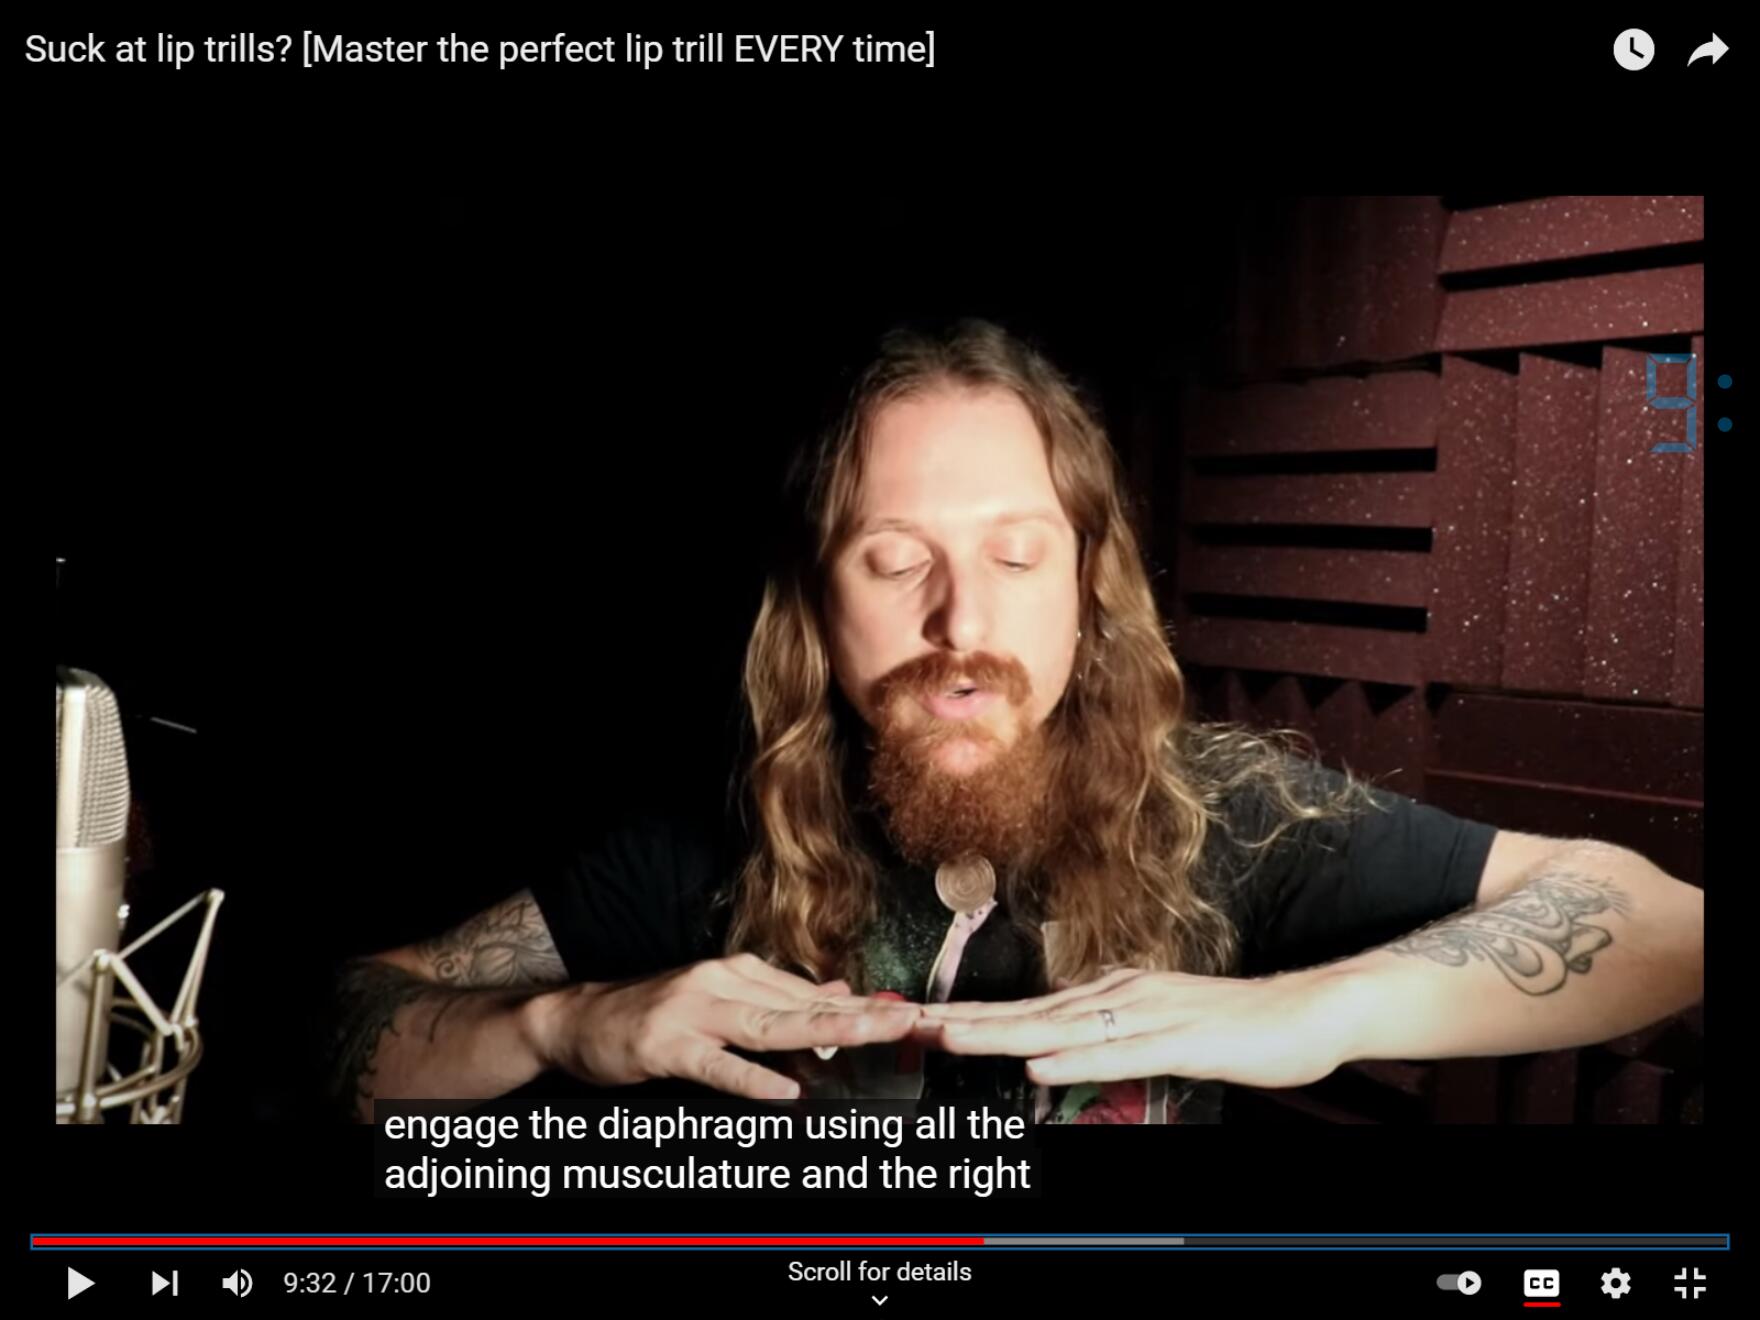 Suck at lip trills? [Master the perfect lip trill EVERY time]
9:
engage the diaphragm using all the
adjoining musculature and the right
9:32 / 17:00
Scroll for details
CC